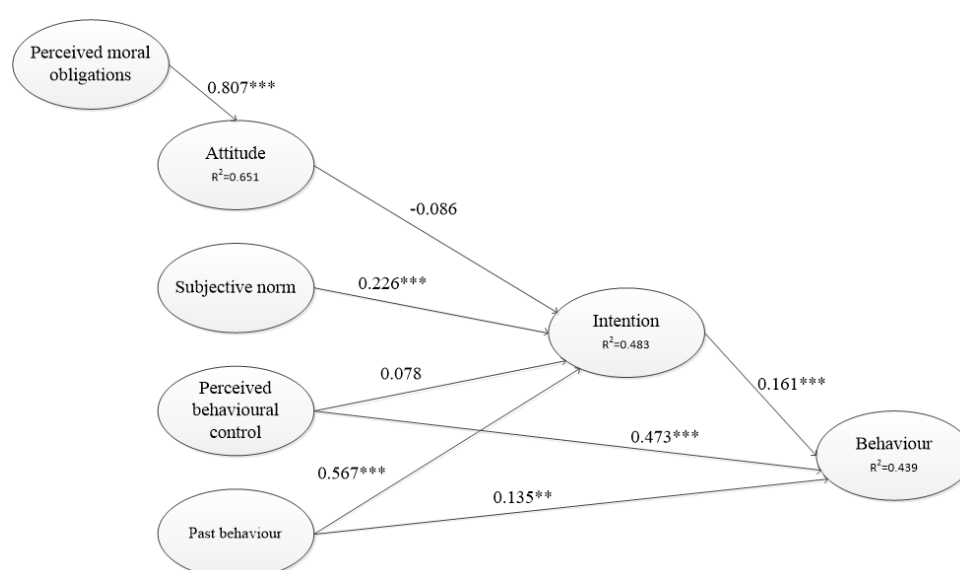 Perceived moral
obligations
0.807***
Attitude
R²=0.651
-0.086
Subjective norm
0.226***
Intention
R²=0.483
Perceived
behavioural
control
0.078
0.161***
0.473***
Behaviour
R²=0.439
0.567***
0.135**
Past behaviour